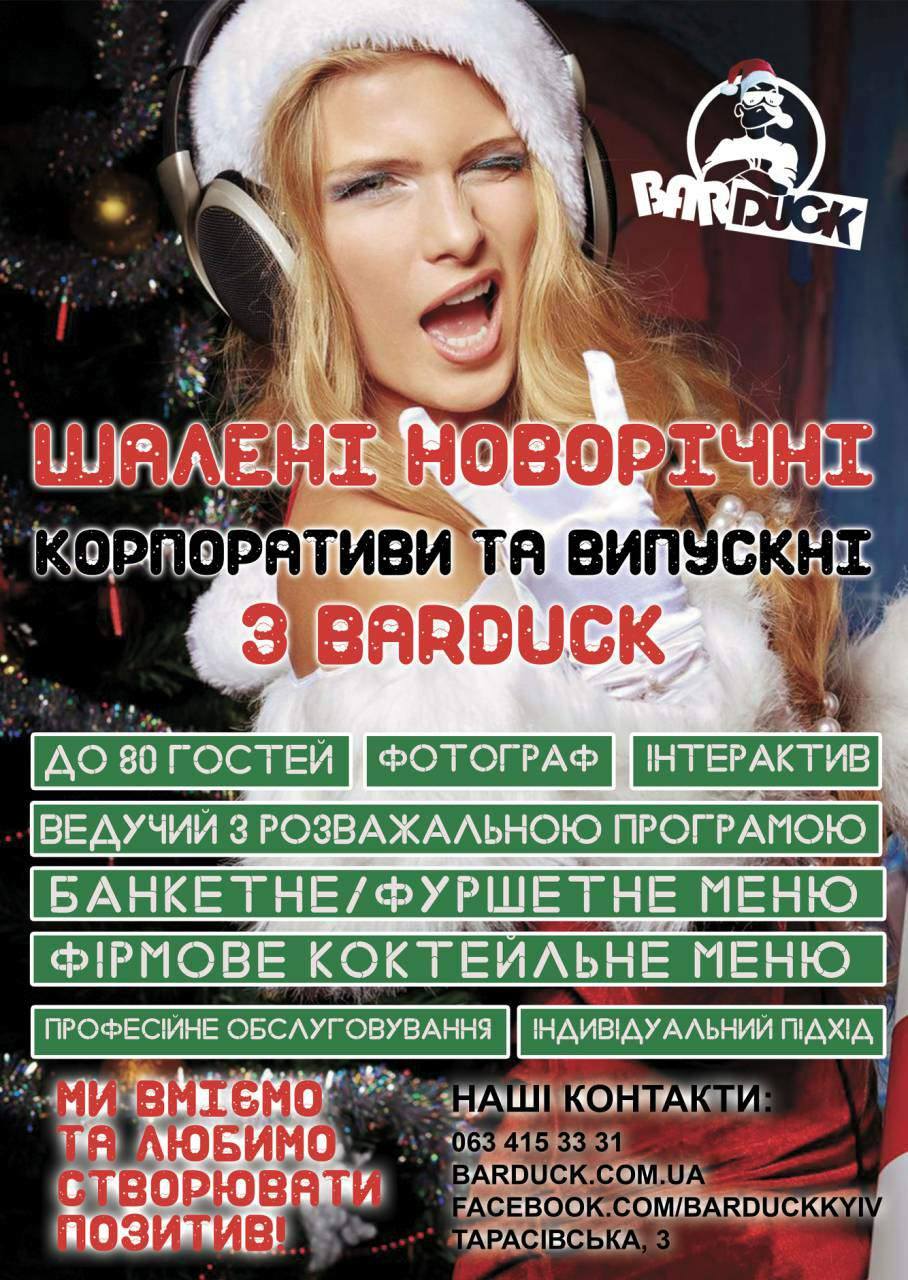 BARDUCK
ШАЛЕНІ НОВОРІЧНІ
КОРПОРАТИВИ ТА ВИПУСКНІ
З BARDUCK
ДО 80 ГОСТЕЙ ФОТОГРАФ ІНТЕРАКТИВ
ВЕДУЧИЙ З РОЗВАЖАЛЬНОЮ ПРОГРАМОЮ
БАНКЕТНЕ/ФУРШЕТНЕ МЕНЮ
ФІРМОВЕ КОКТЕЙЛЬНЕ МЕНЮ
ПРОФЕСІЙНЕ ОБСЛУГОВУВАННЯ ІНДИВІДУАЛЬНИЙ ПІДХІД
МИ ВМІЄМО
ТА ЛЮБИМО
СТВОРЮВАТИ
ПОЗИТИВ!
НАШІ КОНТАКТИ:
063 415 33 31
BARDUCK.COM.UA
FACEBOOK.COM/BARDUCKKYIV
ТАРАСІВСЬКА, 3